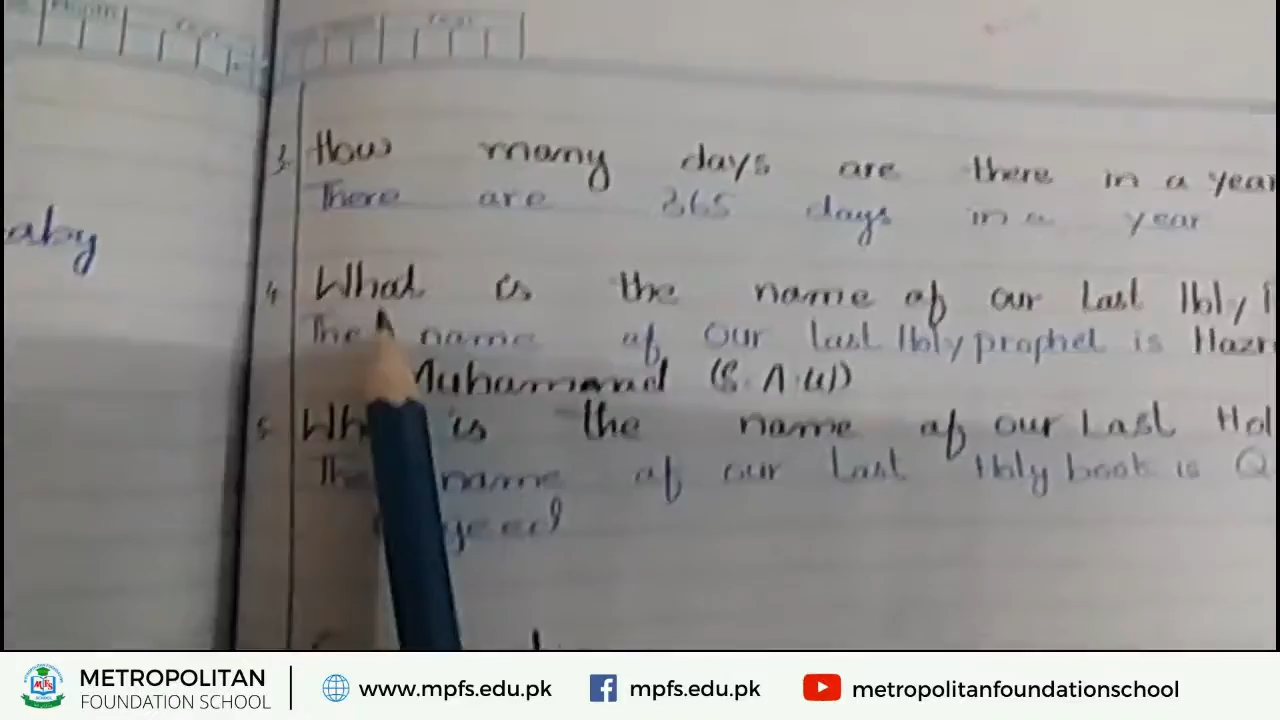 aby
3. How many days are there in a year
There are 365 days in a year
4. What is the name of our Last Holy
The name of our last Holy prophet is Hazr
Muhammad (S.A.W)
5. is the name of our Last Hol
The name of our last Holy book is Q
METROPOLITAN
FOUNDATION SCHOOL
www.mpfs.edu.pk
mpfs.edu.pk
metropolitanfoundationschool